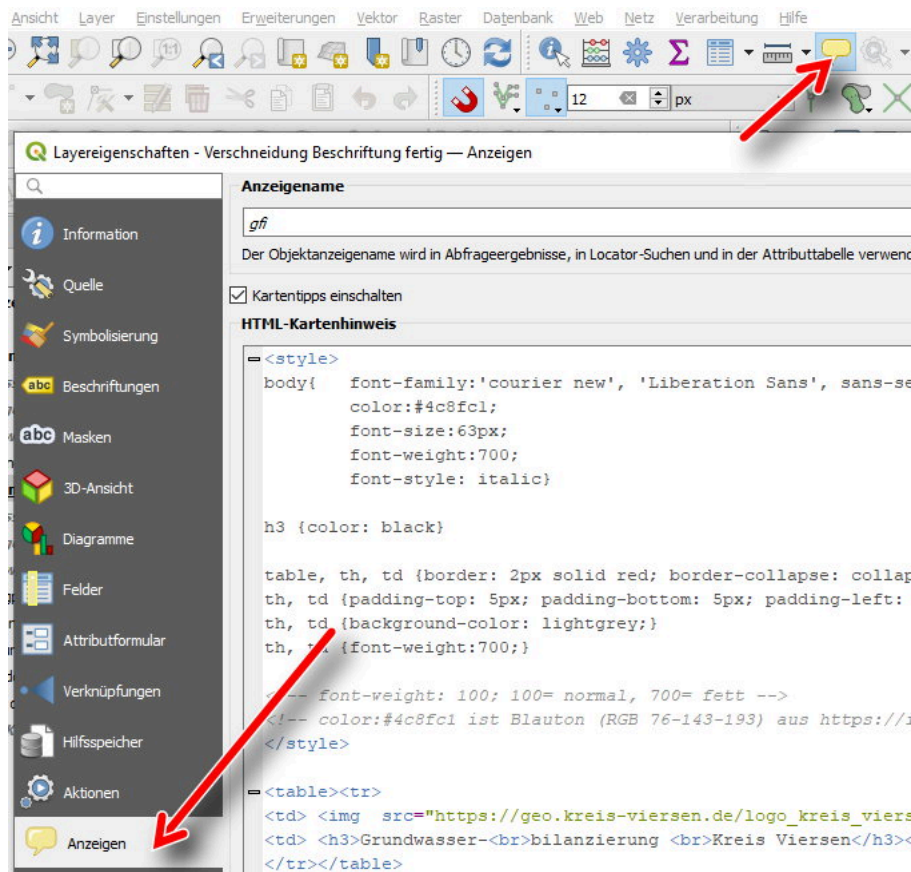 Ansicht Layer Einstellungen Erweiterungen Vektor Raster Datenbank Web Netz Verarbeitung Hilfe
12 px
Layereigenschaften - Verschneidung Beschriftung fertig — Anzeigen
Anzeigename
Information
gfi
Der Objektanzeigename wird in Abfrageergebnisse, in Locator-Suchen und in der Attributtabelle
Quelle
Kartentipps einschalten
HTML-Kartenhinweis
Symbolisierung
<style>
abc Beschriftungen
body{ font-family:'courier new', 'Liberation Sans',
color:#4c8fc1;
font-size:63px;
abc Masken
font-weight:700;
font-style: italic}
3D-Ansicht
h3 {color: black}
Diagramme
table, th, td {border: 2px solid red; border-collapse:
Felder
th, td {padding-top: 5px; padding-bottom: 5px; padding-left:
th, td {background-color: lightgrey;}
Attributformular
th, td {font-weight:700;}
Verknüpfungen
<!-- font-weight: 100; 100= normal, 700= fett -->
<!-- color:#4c8fc1 ist Blauton (RGB 76-143-193) aus
Hilfsspeicher
</style>
Aktionen
<table><tr>
<td> <img src="https://geo.kreis-viersen.de/logo_kreis_viers
Anzeigen
<td> <h3>Grundwasser-<br>bilanzierung <br>Kreis Viersen</h3><
</tr></table>